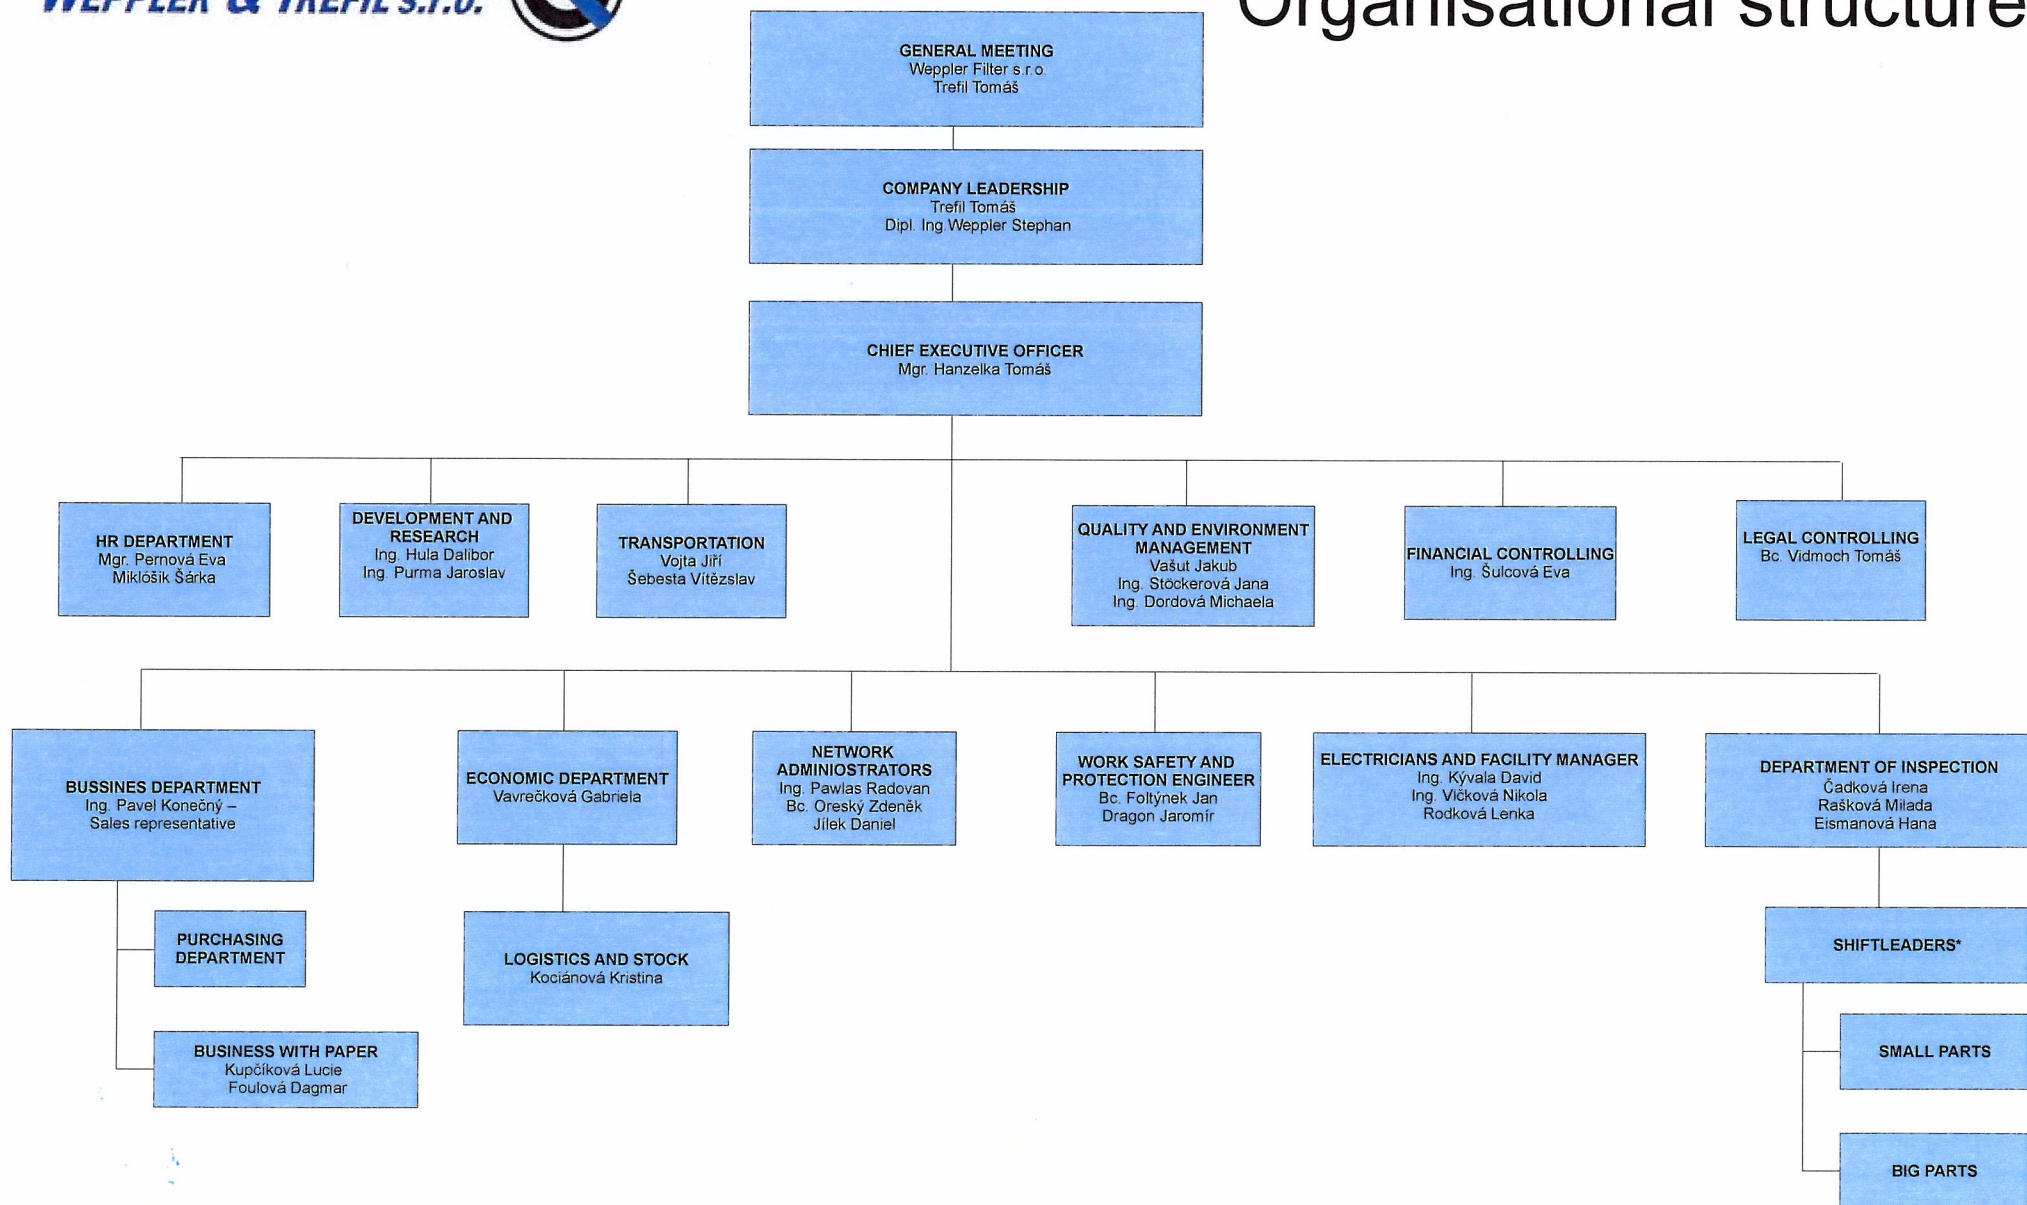 WEPPLER & TREFIL s.r.o.
Organisational structure
GENERAL MEETING
Weppler Filter s.r.o.
Trefil Tomáš
COMPANY LEADERSHIP
Trefil Tomáš
Dipl. Ing.Weppler Stephan
CHIEF EXECUTIVE OFFICER
Mgr. Hanzelka Tomáš
HR DEPARTMENT
Mgr. Pernová Eva
Miklóšik Šárka
DEVELOPMENT AND
RESEARCH
Ing. Hula Dalibor
Ing. Purma Jaroslav
TRANSPORTATION
Vojta Jiří
Šebesta Vítězslav
QUALITY AND ENVIRONMENT
MANAGEMENT
Vašut Jakub
Ing. Stöckerová Jana
Ing. Dordová Michaela
FINANCIAL CONTROLLING
Ing. Šulcová Eva
LEGAL CONTROLLING
Bc. Vidmoch Tomáš
BUSSINES DEPARTMENT
Ing. Pavel Konečný –
Sales representative
ECONOMIC DEPARTMENT
Vavrečková Gabriela
NETWORK
ADMINIOSTRATORS
Ing. Pawlas Radovan
Bc. Oreský Zdeněk
Jílek Daniel
WORK SAFETY AND
PROTECTION ENGINEER
Bc. Foltýnek Jan
Dragon Jaromír
ELECTRICIANS AND FACILITY MANAGER
Ing. Kývala David
Ing. Vlčková Nikola
Rodková Lenka
DEPARTMENT OF INSPECTION
Čadková Irena
Rašková Milada
Eismanová Hana
PURCHASING
DEPARTMENT
LOGISTICS AND STOCK
Kociánová Kristina
SHIFTLEADERS*
BUSINESS WITH PAPER
Kupčíková Lucie
Foulová Dagmar
SMALL PARTS
BIG PARTS